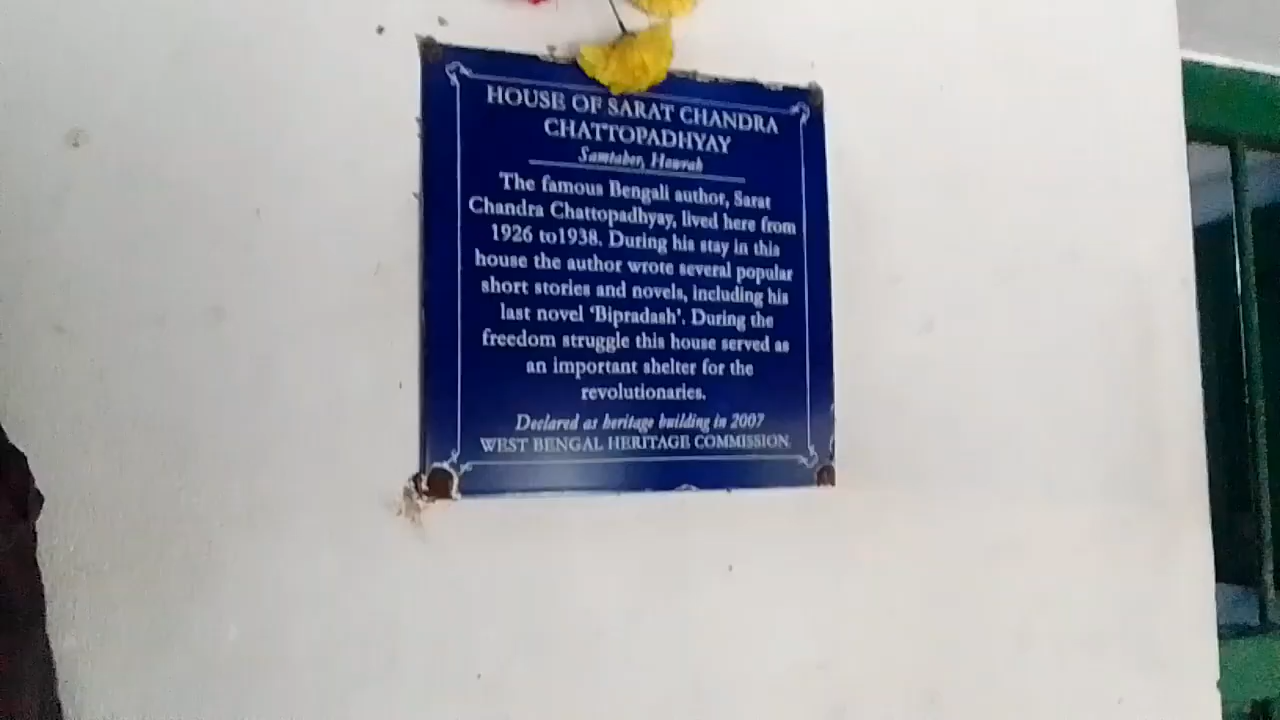 HOUSE OF SARAT CHANDRA
CHATTOPADHYAY
Samtaber, Howrah
The famous Bengali author, Sarat
Chandra Chattopadhyay, lived here from
1926 to1938. During his stay in this
house the author wrote several popular
short stories and novels, including his
last novel ‘Bipradash’. During the
freedom struggle this house served as
an important shelter for the
revolutionaries.
Declared as heritage building in 2007
WEST BENGAL HERITAGE COMMISSION